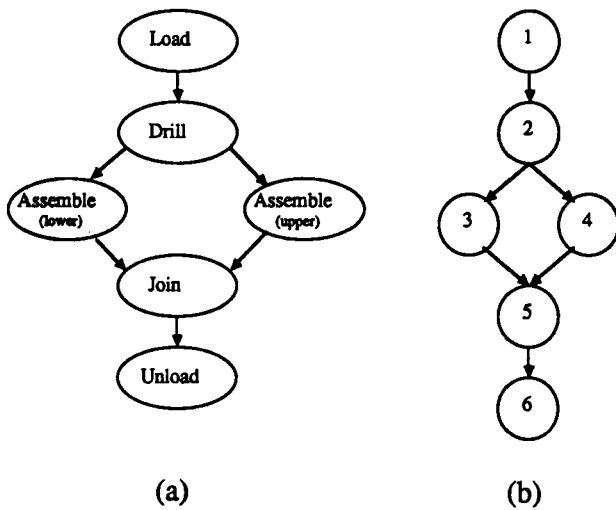 Load
Drill
Assemble
(lower)
Assemble
(upper)
Join
Unload
(a)
1
2
3
4
5
6
(b)